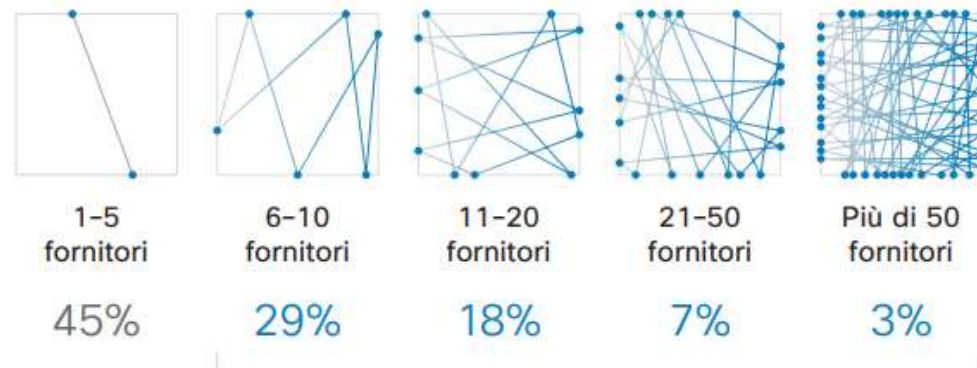 1–5
fornitori
45%
6–10
fornitori
29%
11–20
fornitori
18%
21–50
fornitori
7%
Più di 50
fornitori
3%